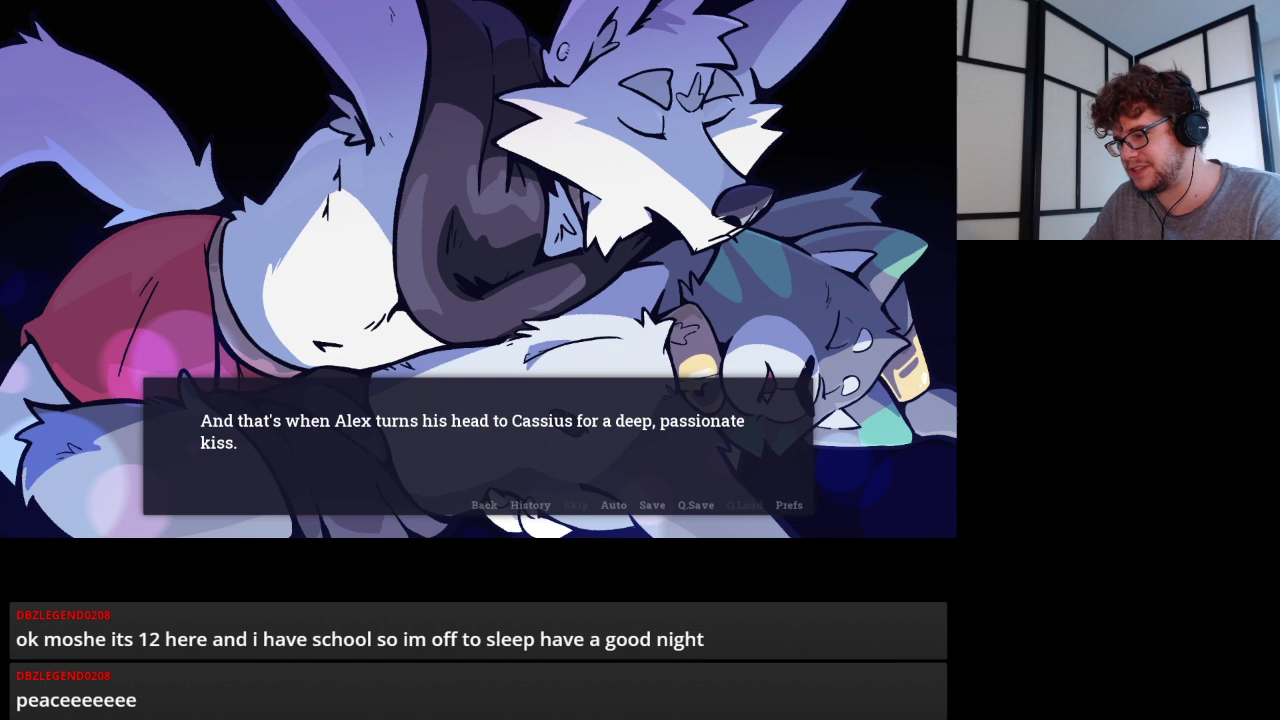 And that's when Alex turns his head to Cassius for a deep, passionate
kiss.
Back History Skip Auto Save Q.Save Q.Load Prefs
DBZLEGEND0208
ok moshe its 12 here and i have school so im off to sleep have a good night
DBZLEGEND0208
peaceeeeeee